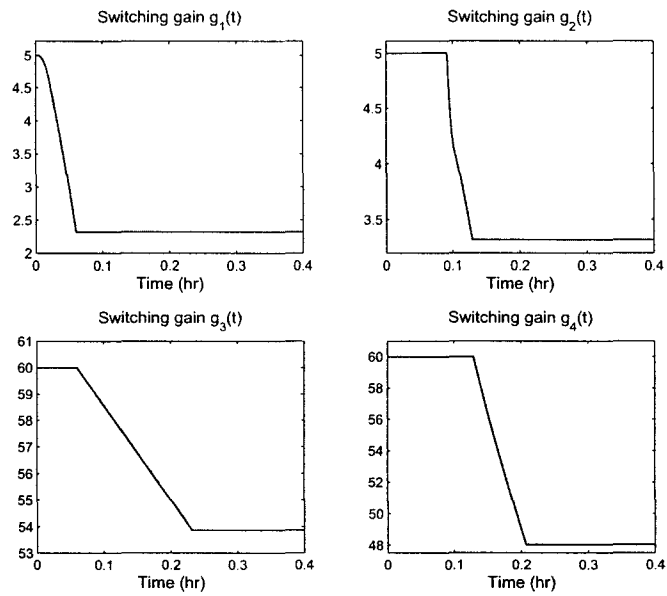 Switching gain g1(t)
5
4.5
4
3.5
3
2.5
2
0 0.1 0.2 0.3 0.4
Time (hr)
Switching gain g2(t)
5
4.5
4
3.5
0 0.1 0.2 0.3 0.4
Time (hr)
Switching gain g3(t)
61
60
59
58
57
56
55
54
53
0 0.1 0.2 0.3 0.4
Time (hr)
Switching gain g4(t)
60
58
56
54
52
50
48
0 0.1 0.2 0.3 0.4
Time (hr)